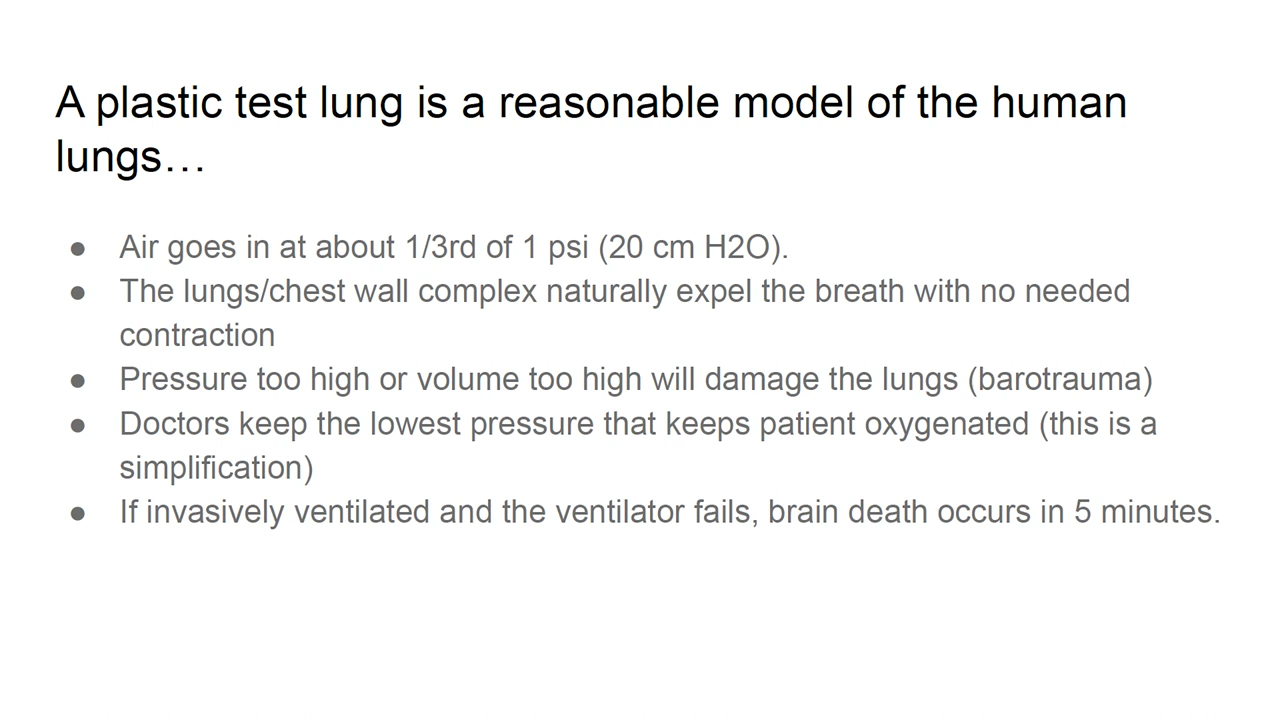 A plastic test lung is a reasonable model of the human
lungs…
● Air goes in at about 1/3rd of 1 psi (20 cm H2O).
● The lungs/chest wall complex naturally expel the breath with no needed
contraction
● Pressure too high or volume too high will damage the lungs (barotrauma)
● Doctors keep the lowest pressure that keeps patient oxygenated (this is a
simplification)
● If invasively ventilated and the ventilator fails, brain death occurs in 5 minutes.